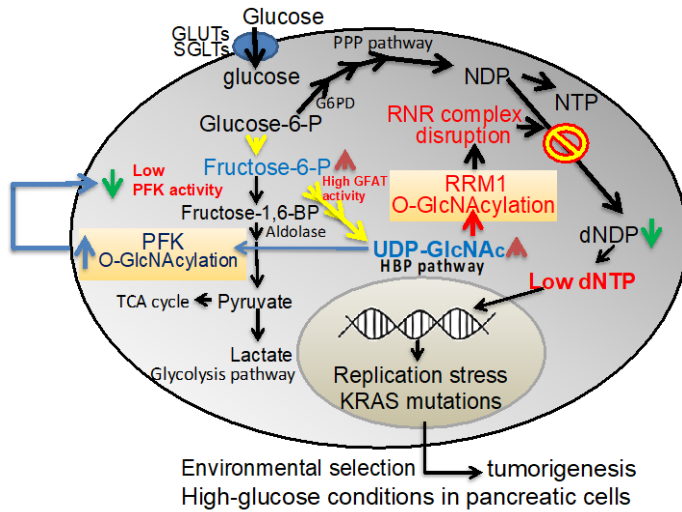 Glucose
GLUTs
SGLTs
glucose
PPP pathway
G6PD
NDP
NTP
Glucose-6-P
RNR complex
disruption
Fructose-6-P
Low
PFK activity
High GFAT
activity
RRM1
O-GlcNAcylation
Fructose-1,6-BP
Aldolase
dNDP
PFK
O-GlcNAcylation
UDP-GlcNAc
HBP pathway
Low dNTP
TCA cycle
Pyruvate
Lactate
Glycolysis pathway
Replication stress
KRAS mutations
Environmental selection
tumorigenesis
High-glucose conditions in pancreatic cells